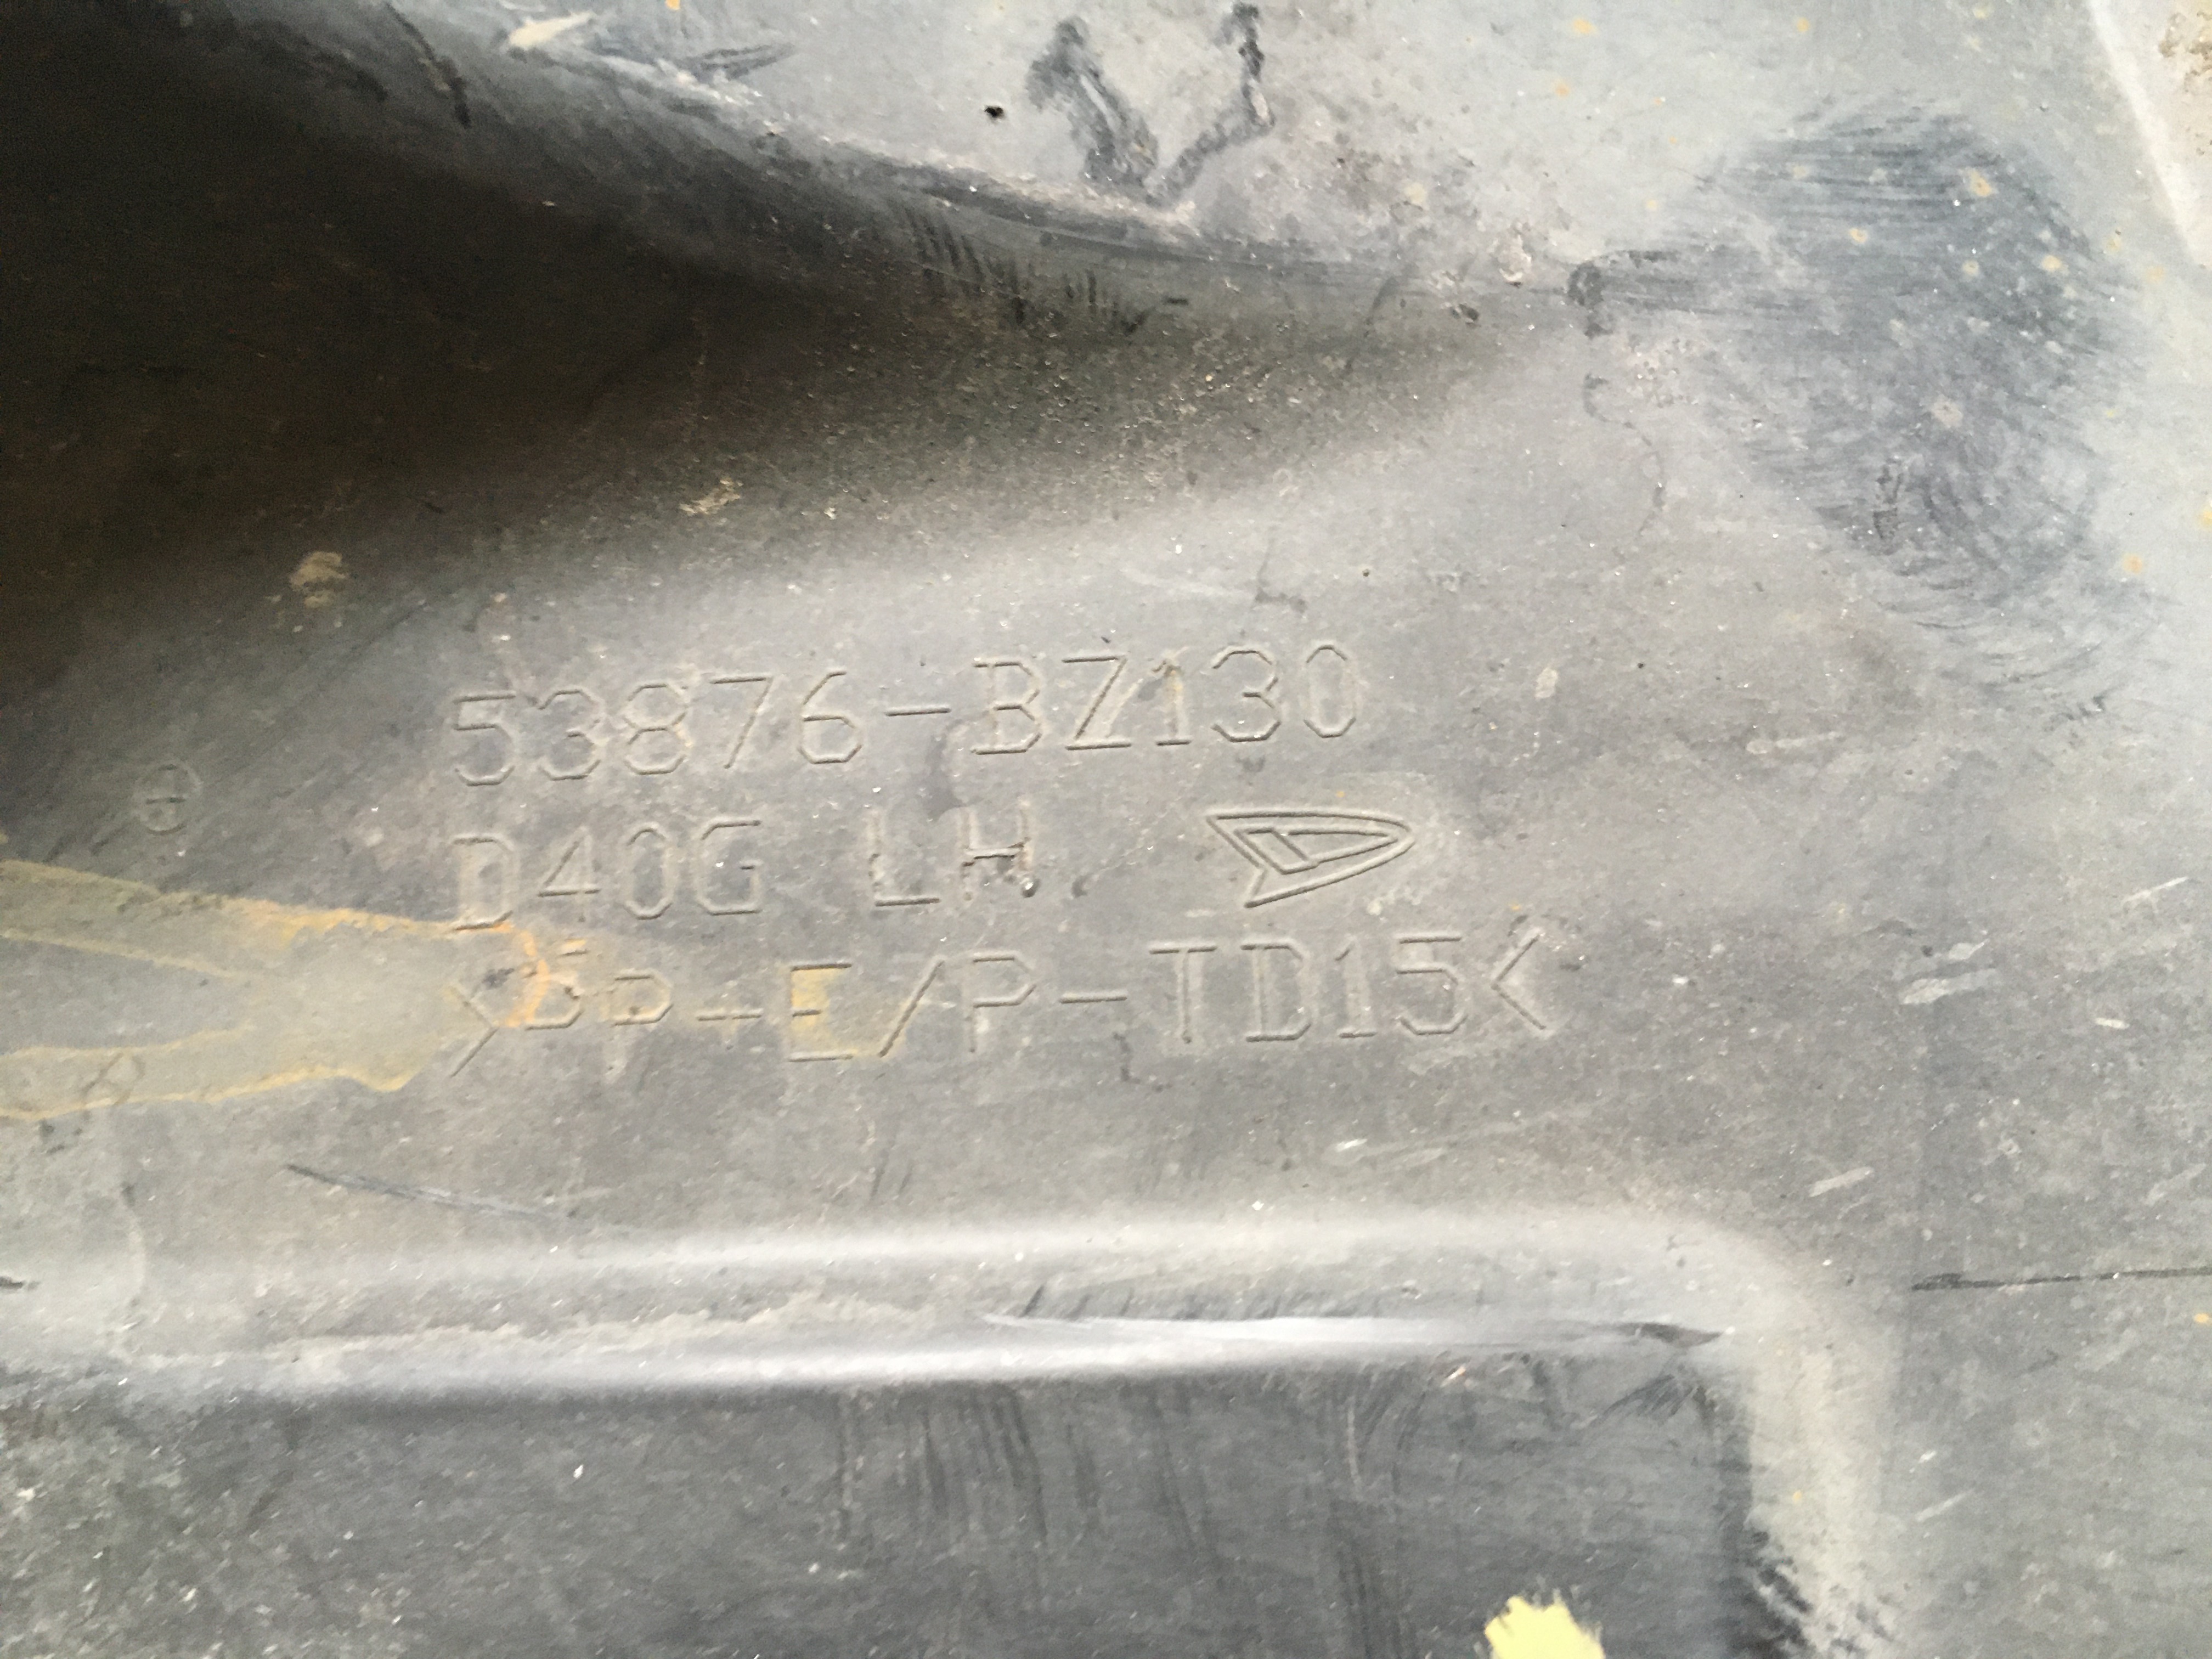 53876-BZ130
D40G LH
>PP+E/P-TD15<